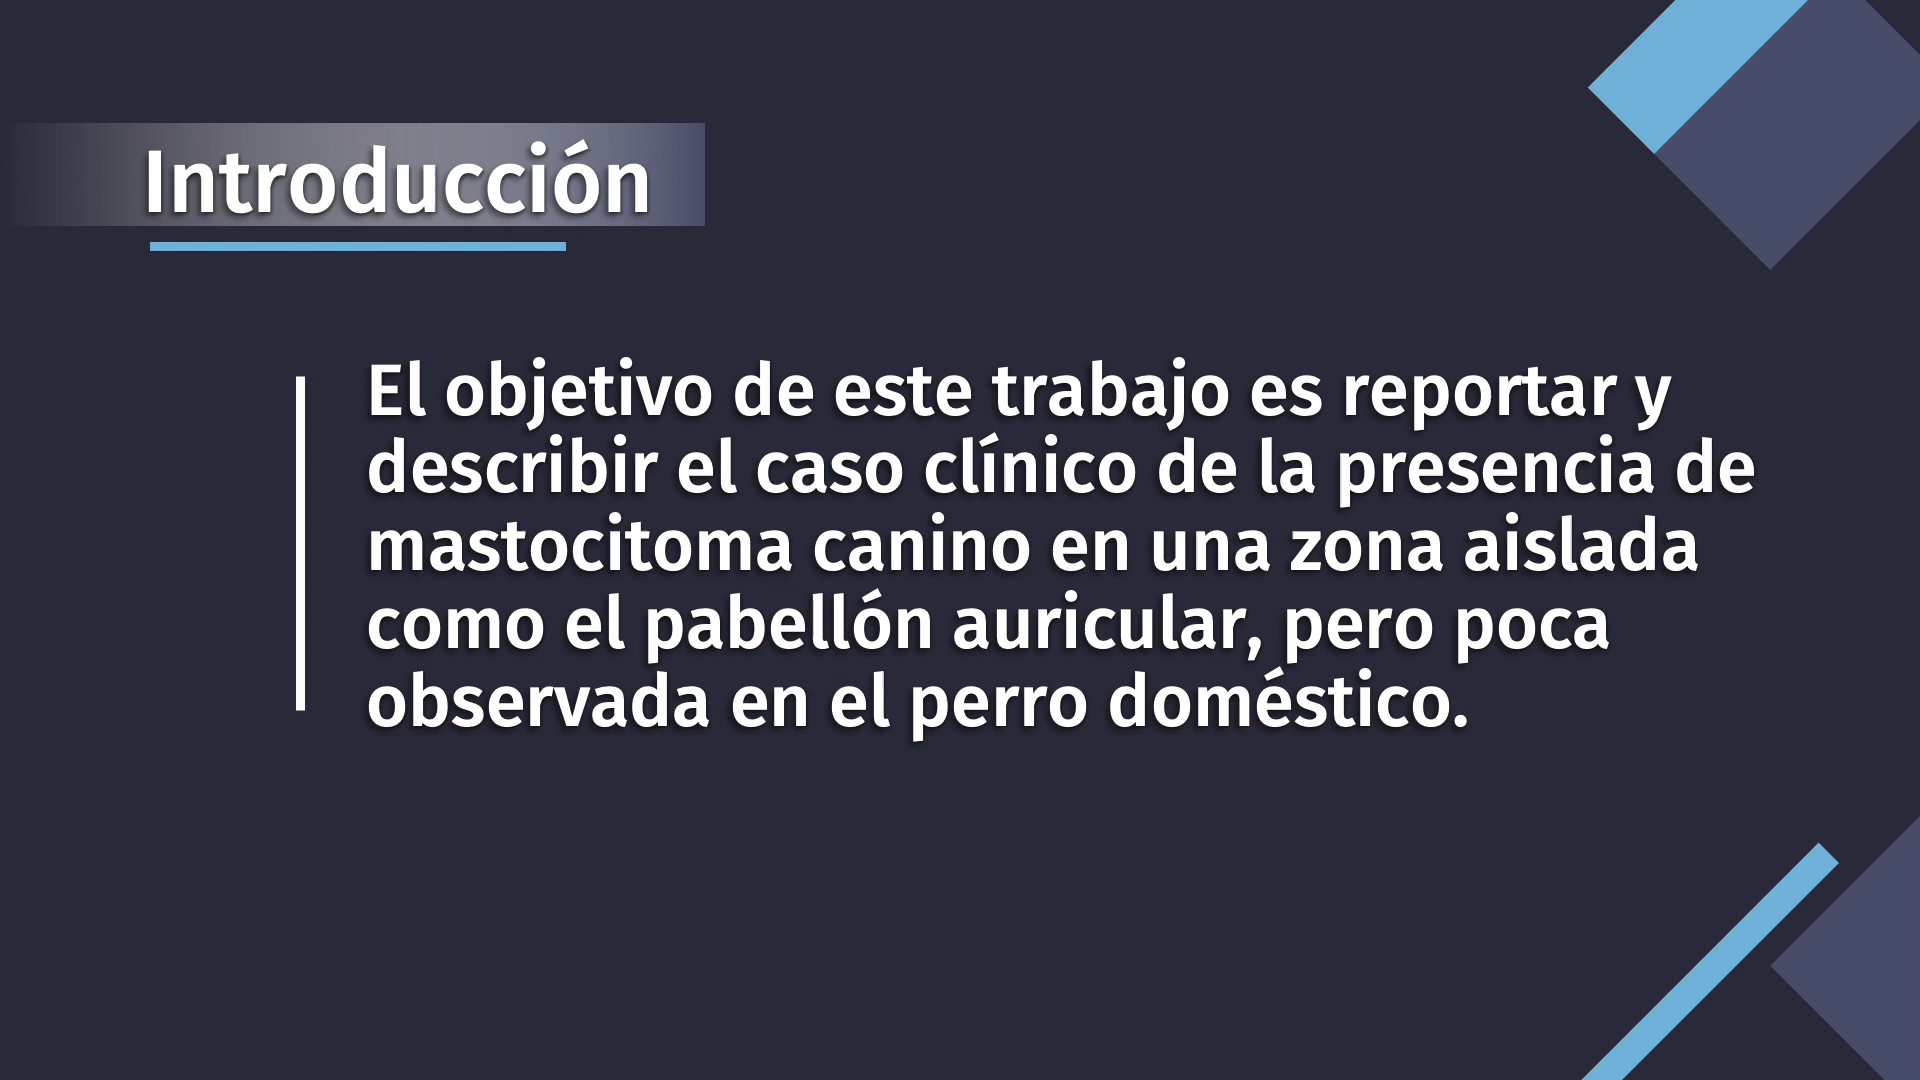 Introducción
El objetivo de este trabajo es reportar y
describir el caso clínico de la presencia de
mastocitoma canino en una zona aislada
como el pabellón auricular, pero poca
observada en el perro doméstico.